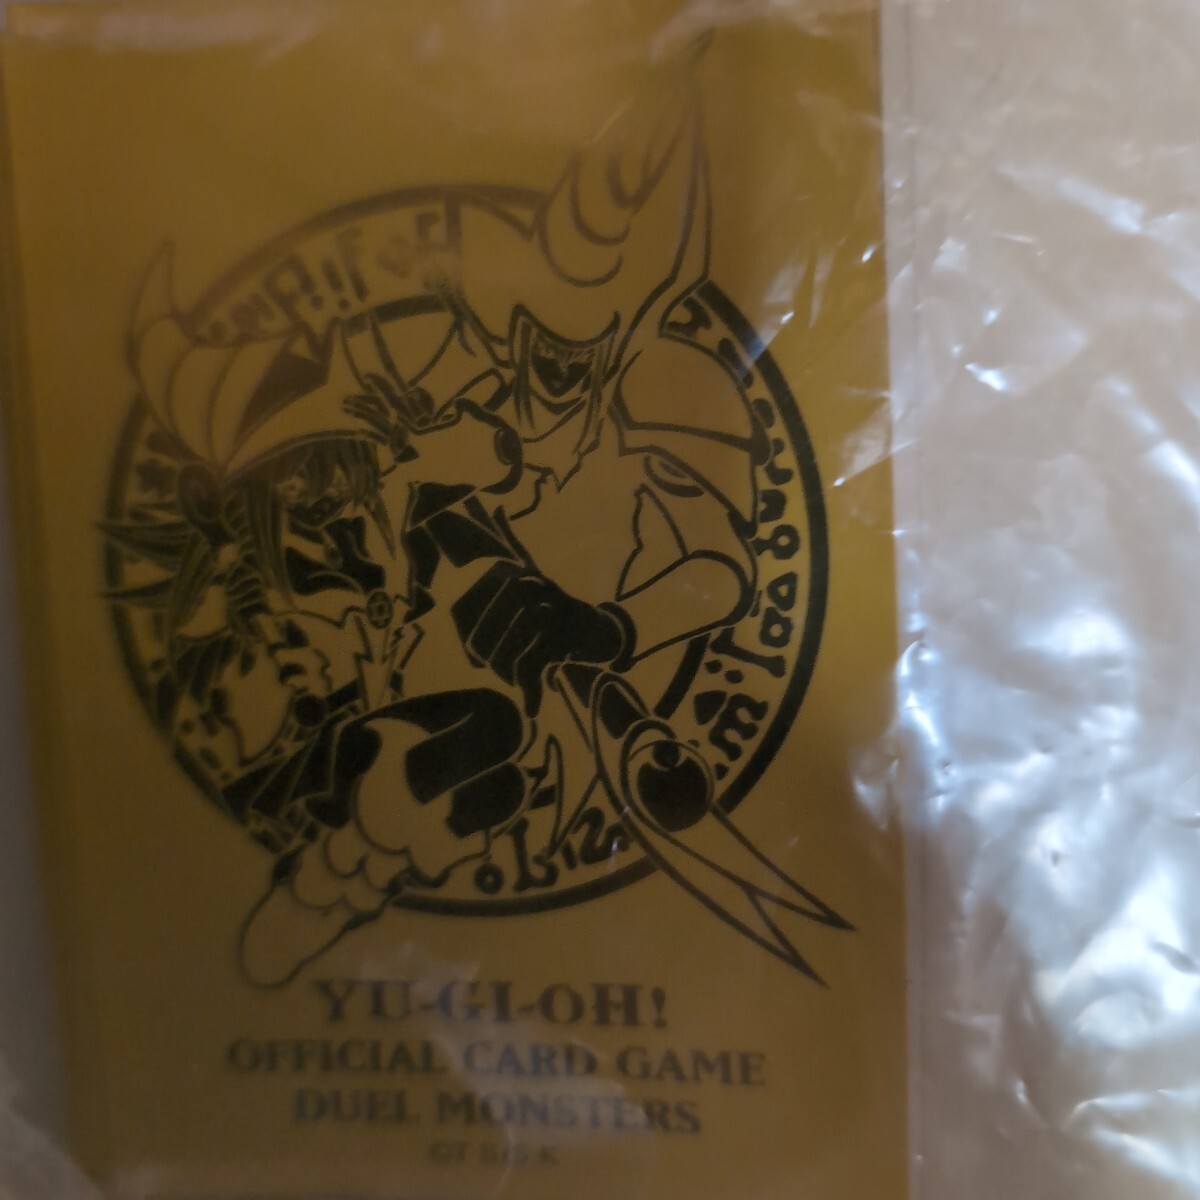 YU-GI-OH!
OFFICIAL CARD GAME
DUEL MONSTERS